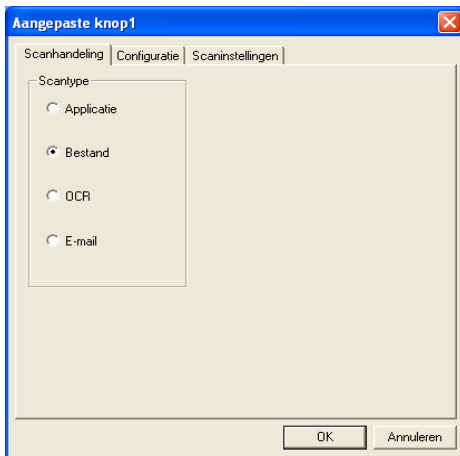 Aangepaste knop1
Scanhandeling Configuratie Scaninstellingen
Scantype
Applicatie
Bestand
OCR
E-mail
OK Annuleren